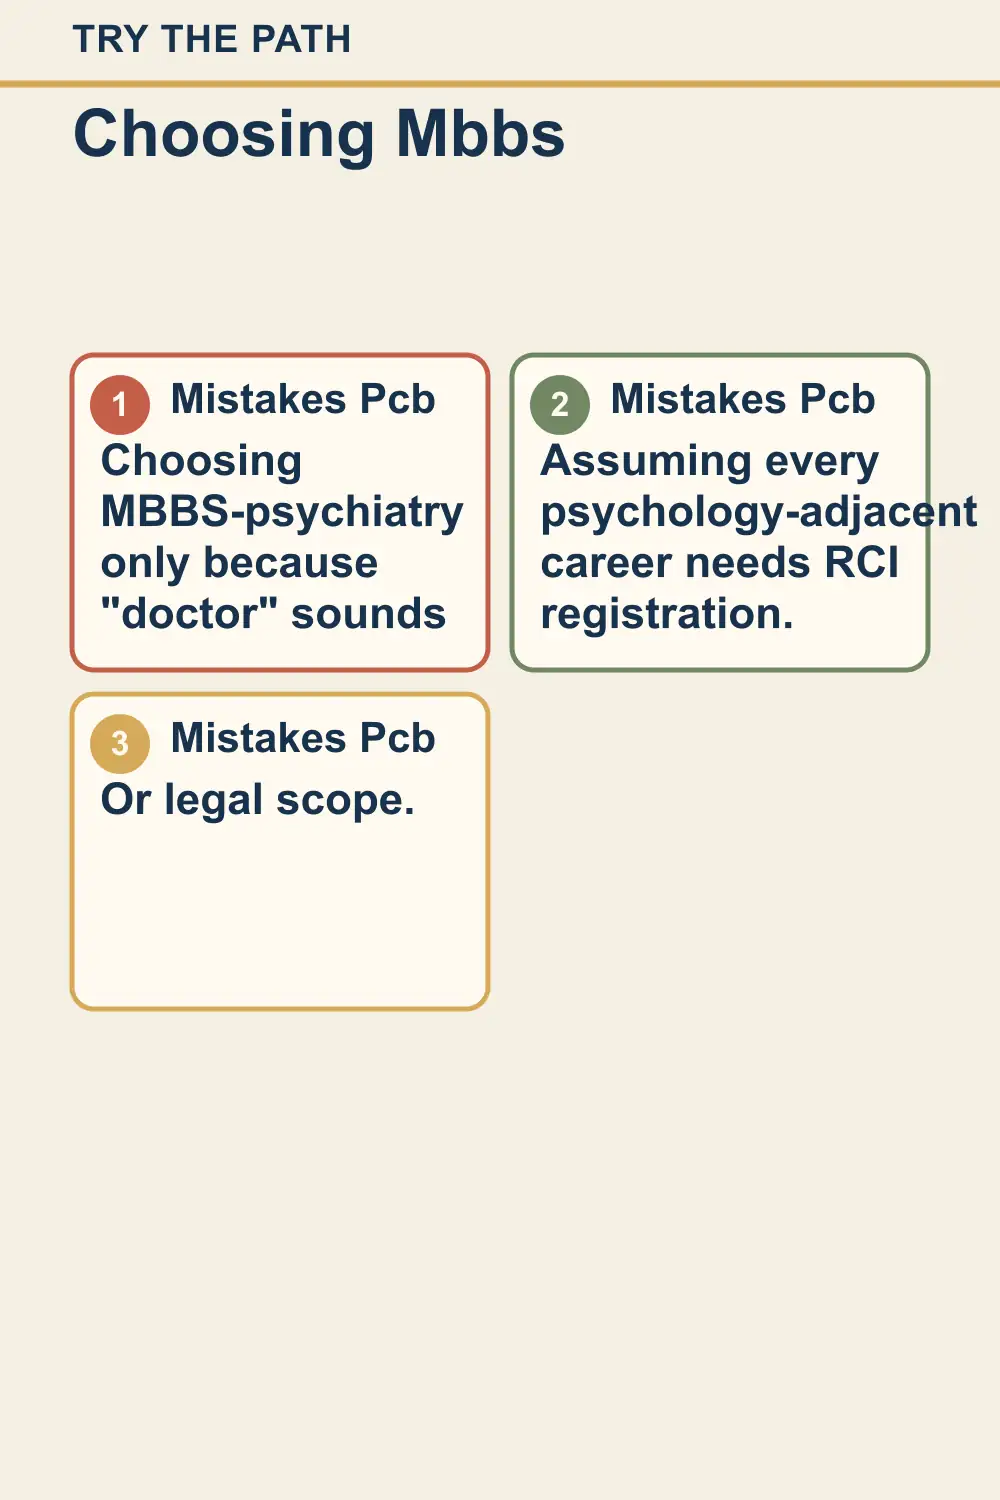 TRY THE PATH
Choosing Mbbs
1 Mistakes Pcb
Choosing
MBBS-psychiatry
only because
"doctor" sounds
2 Mistakes Pcb
Assuming every
psychology-adjacent
career needs RCI
registration.
3 Mistakes Pcb
Or legal scope.